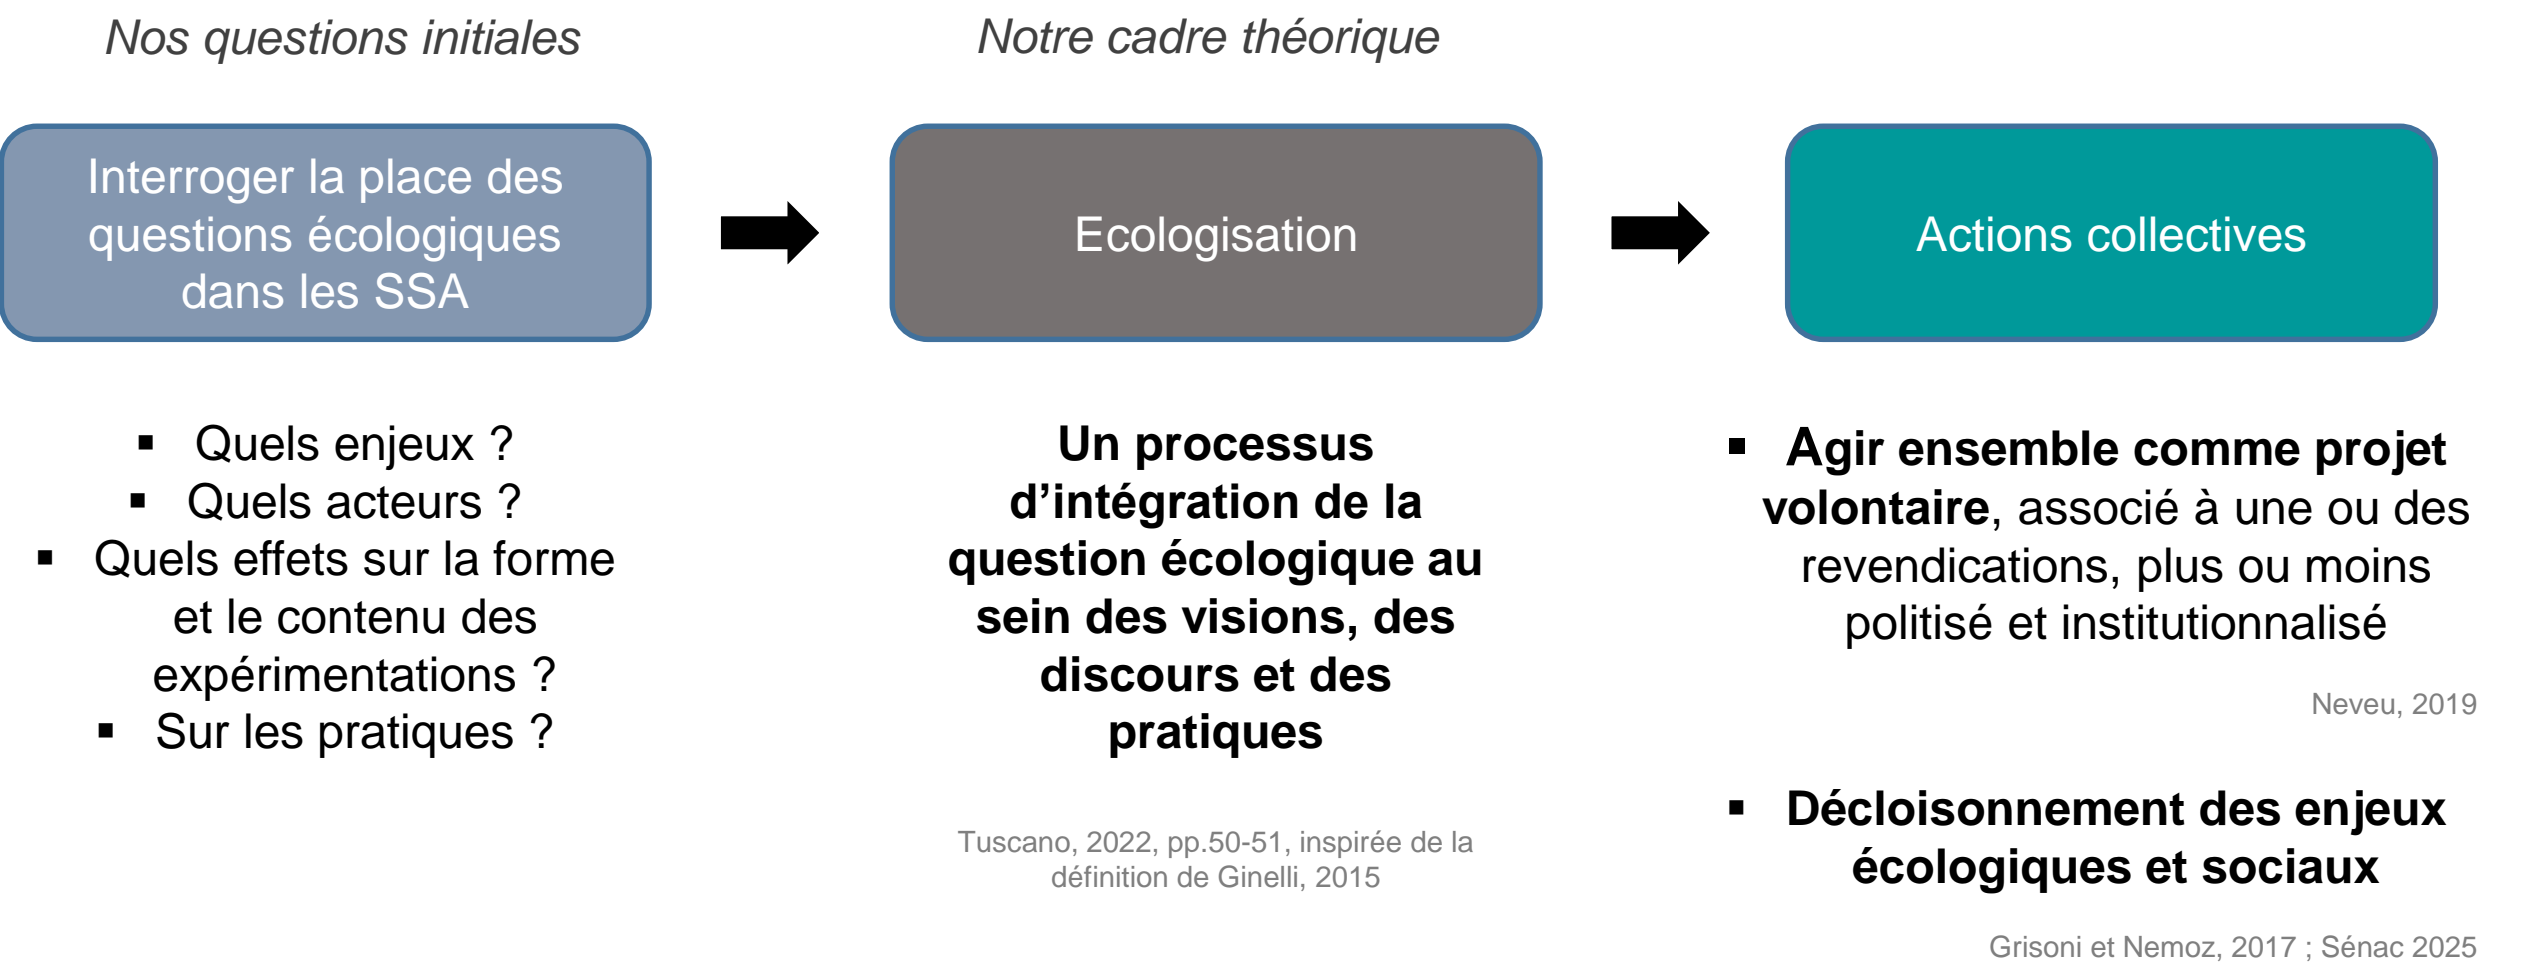 Nos questions initiales
Notre cadre théorique
Interroger la place des
questions écologiques
dans les SSA
Ecologisation
Actions collectives
▪ Quels enjeux ?
▪ Quels acteurs ?
▪ Quels effets sur la forme
et le contenu des
expérimentations ?
▪ Sur les pratiques ?
Un processus
d’intégration de la
question écologique au
sein des visions, des
discours et des
pratiques
Tuscano, 2022, pp.50-51, inspirée de la
définition de Ginelli, 2015
▪ Agir ensemble comme projet
volontaire, associé à une ou des
revendications, plus ou moins
politisé et institutionnalisé
Neveu, 2019
▪ Décloisonnement des enjeux
écologiques et sociaux
Grisoni et Nemoz, 2017 ; Sénac 2025